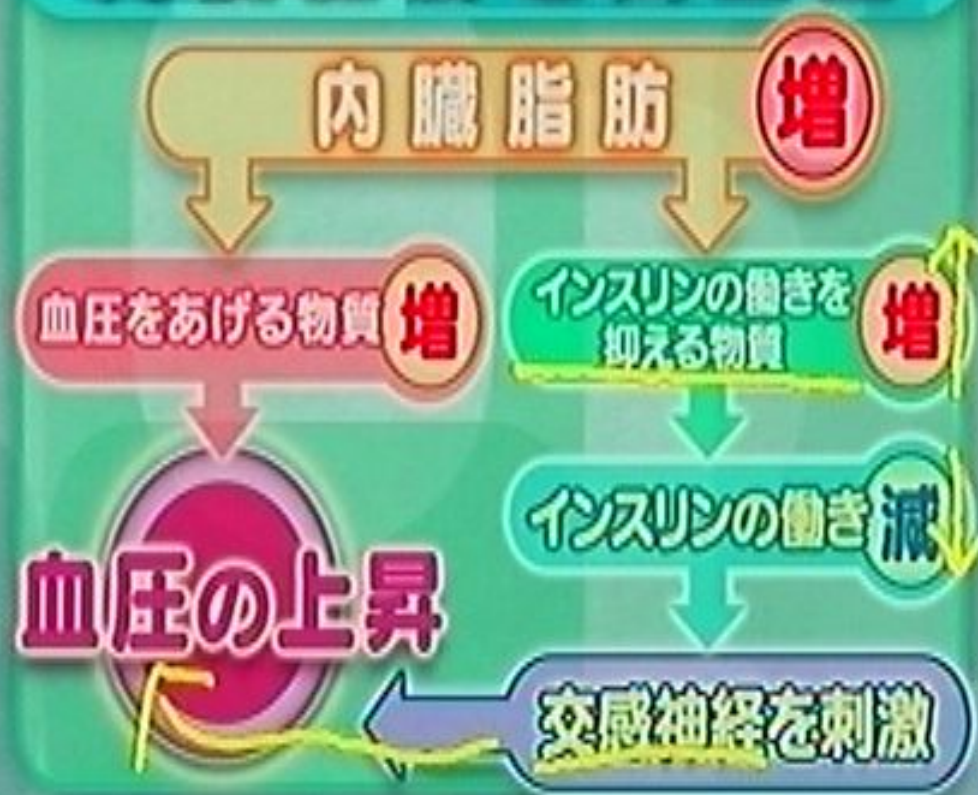 内臓脂肪 増
血圧をあげる物質 増
インスリンの働きを
抑える物質 増
インスリンの働き 減
交感神経を刺激
血圧の上昇